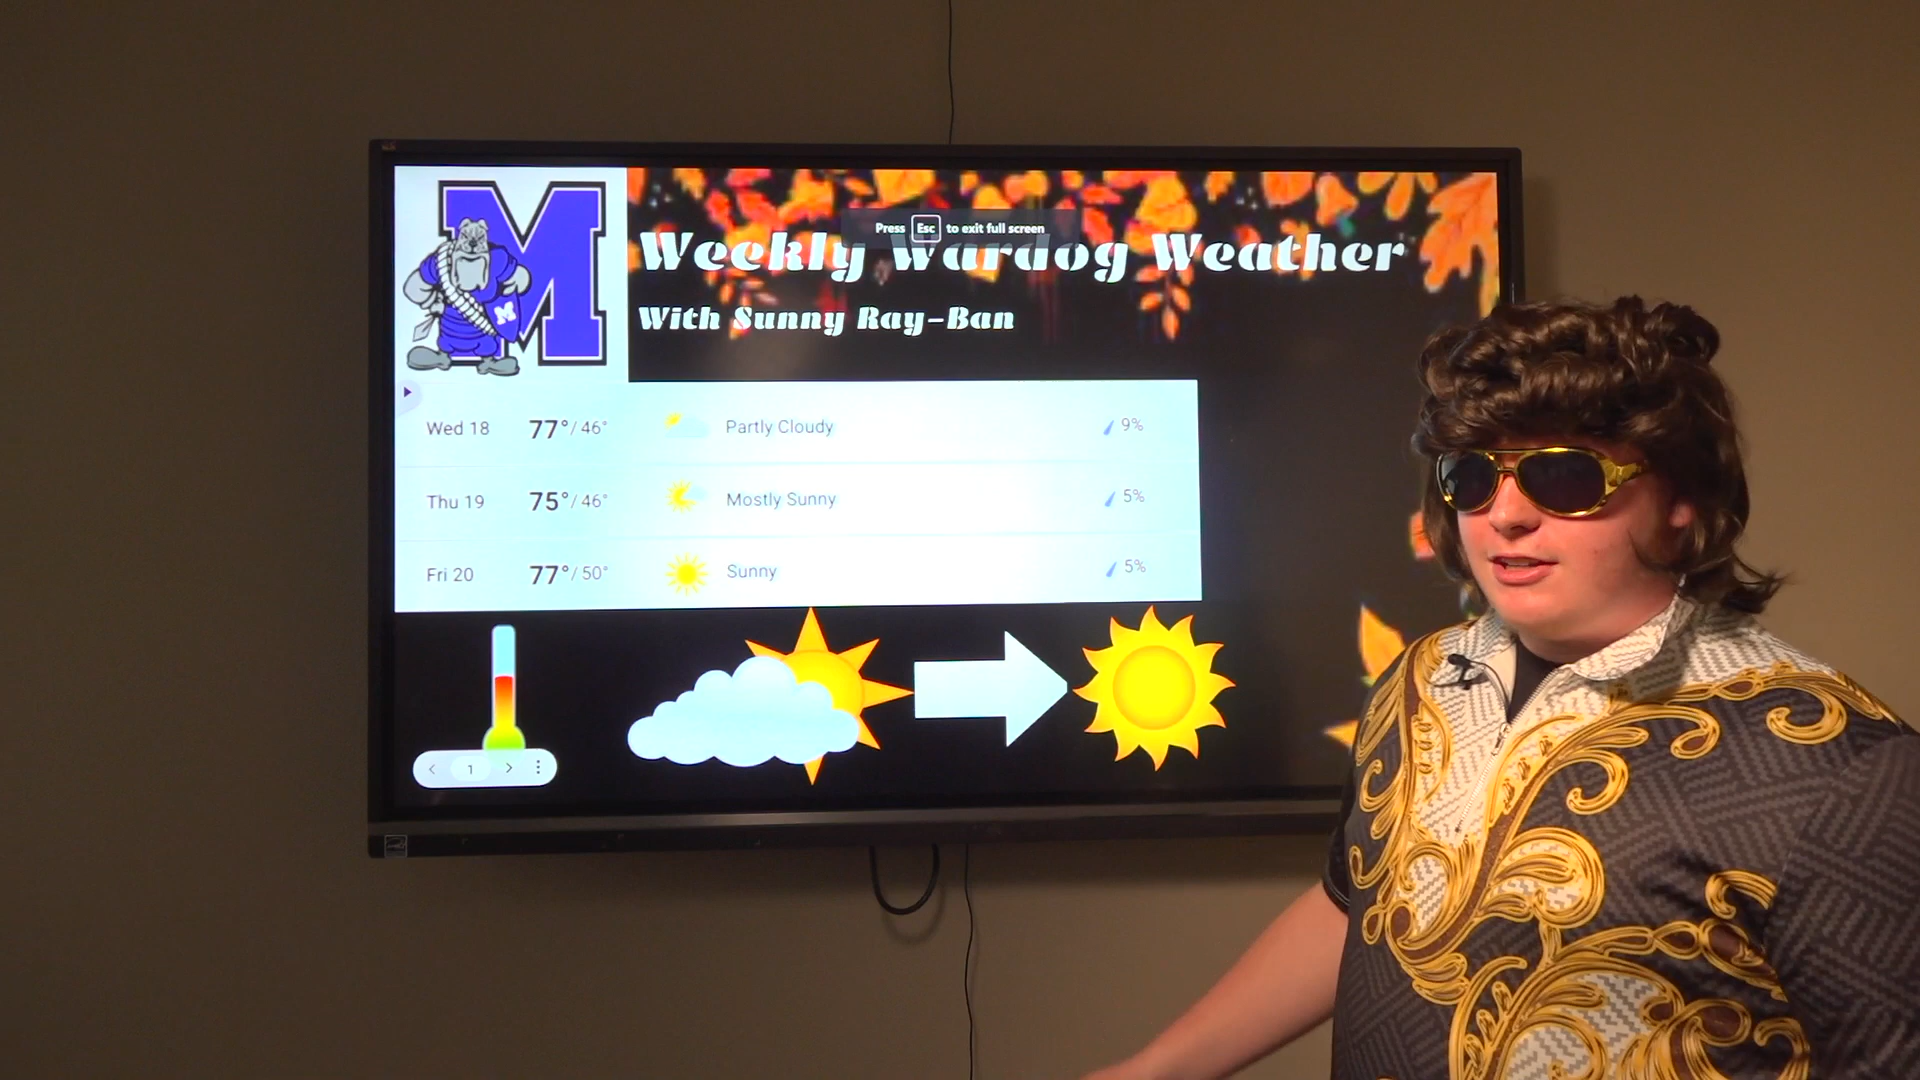 M
M
Press Esc to exit full screen
Weekly Wardog Weather
With Sunny Ray-Ban
Wed 18 77°/ 46° Partly Cloudy 9%
Thu 19 75°/ 46° Mostly Sunny 5%
Fri 20 77°/ 50° Sunny 5%
1